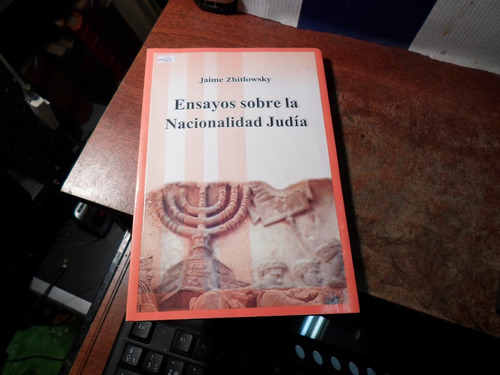 Jaime Zhitlowsky
Ensayos sobre la
Nacionalidad Judía